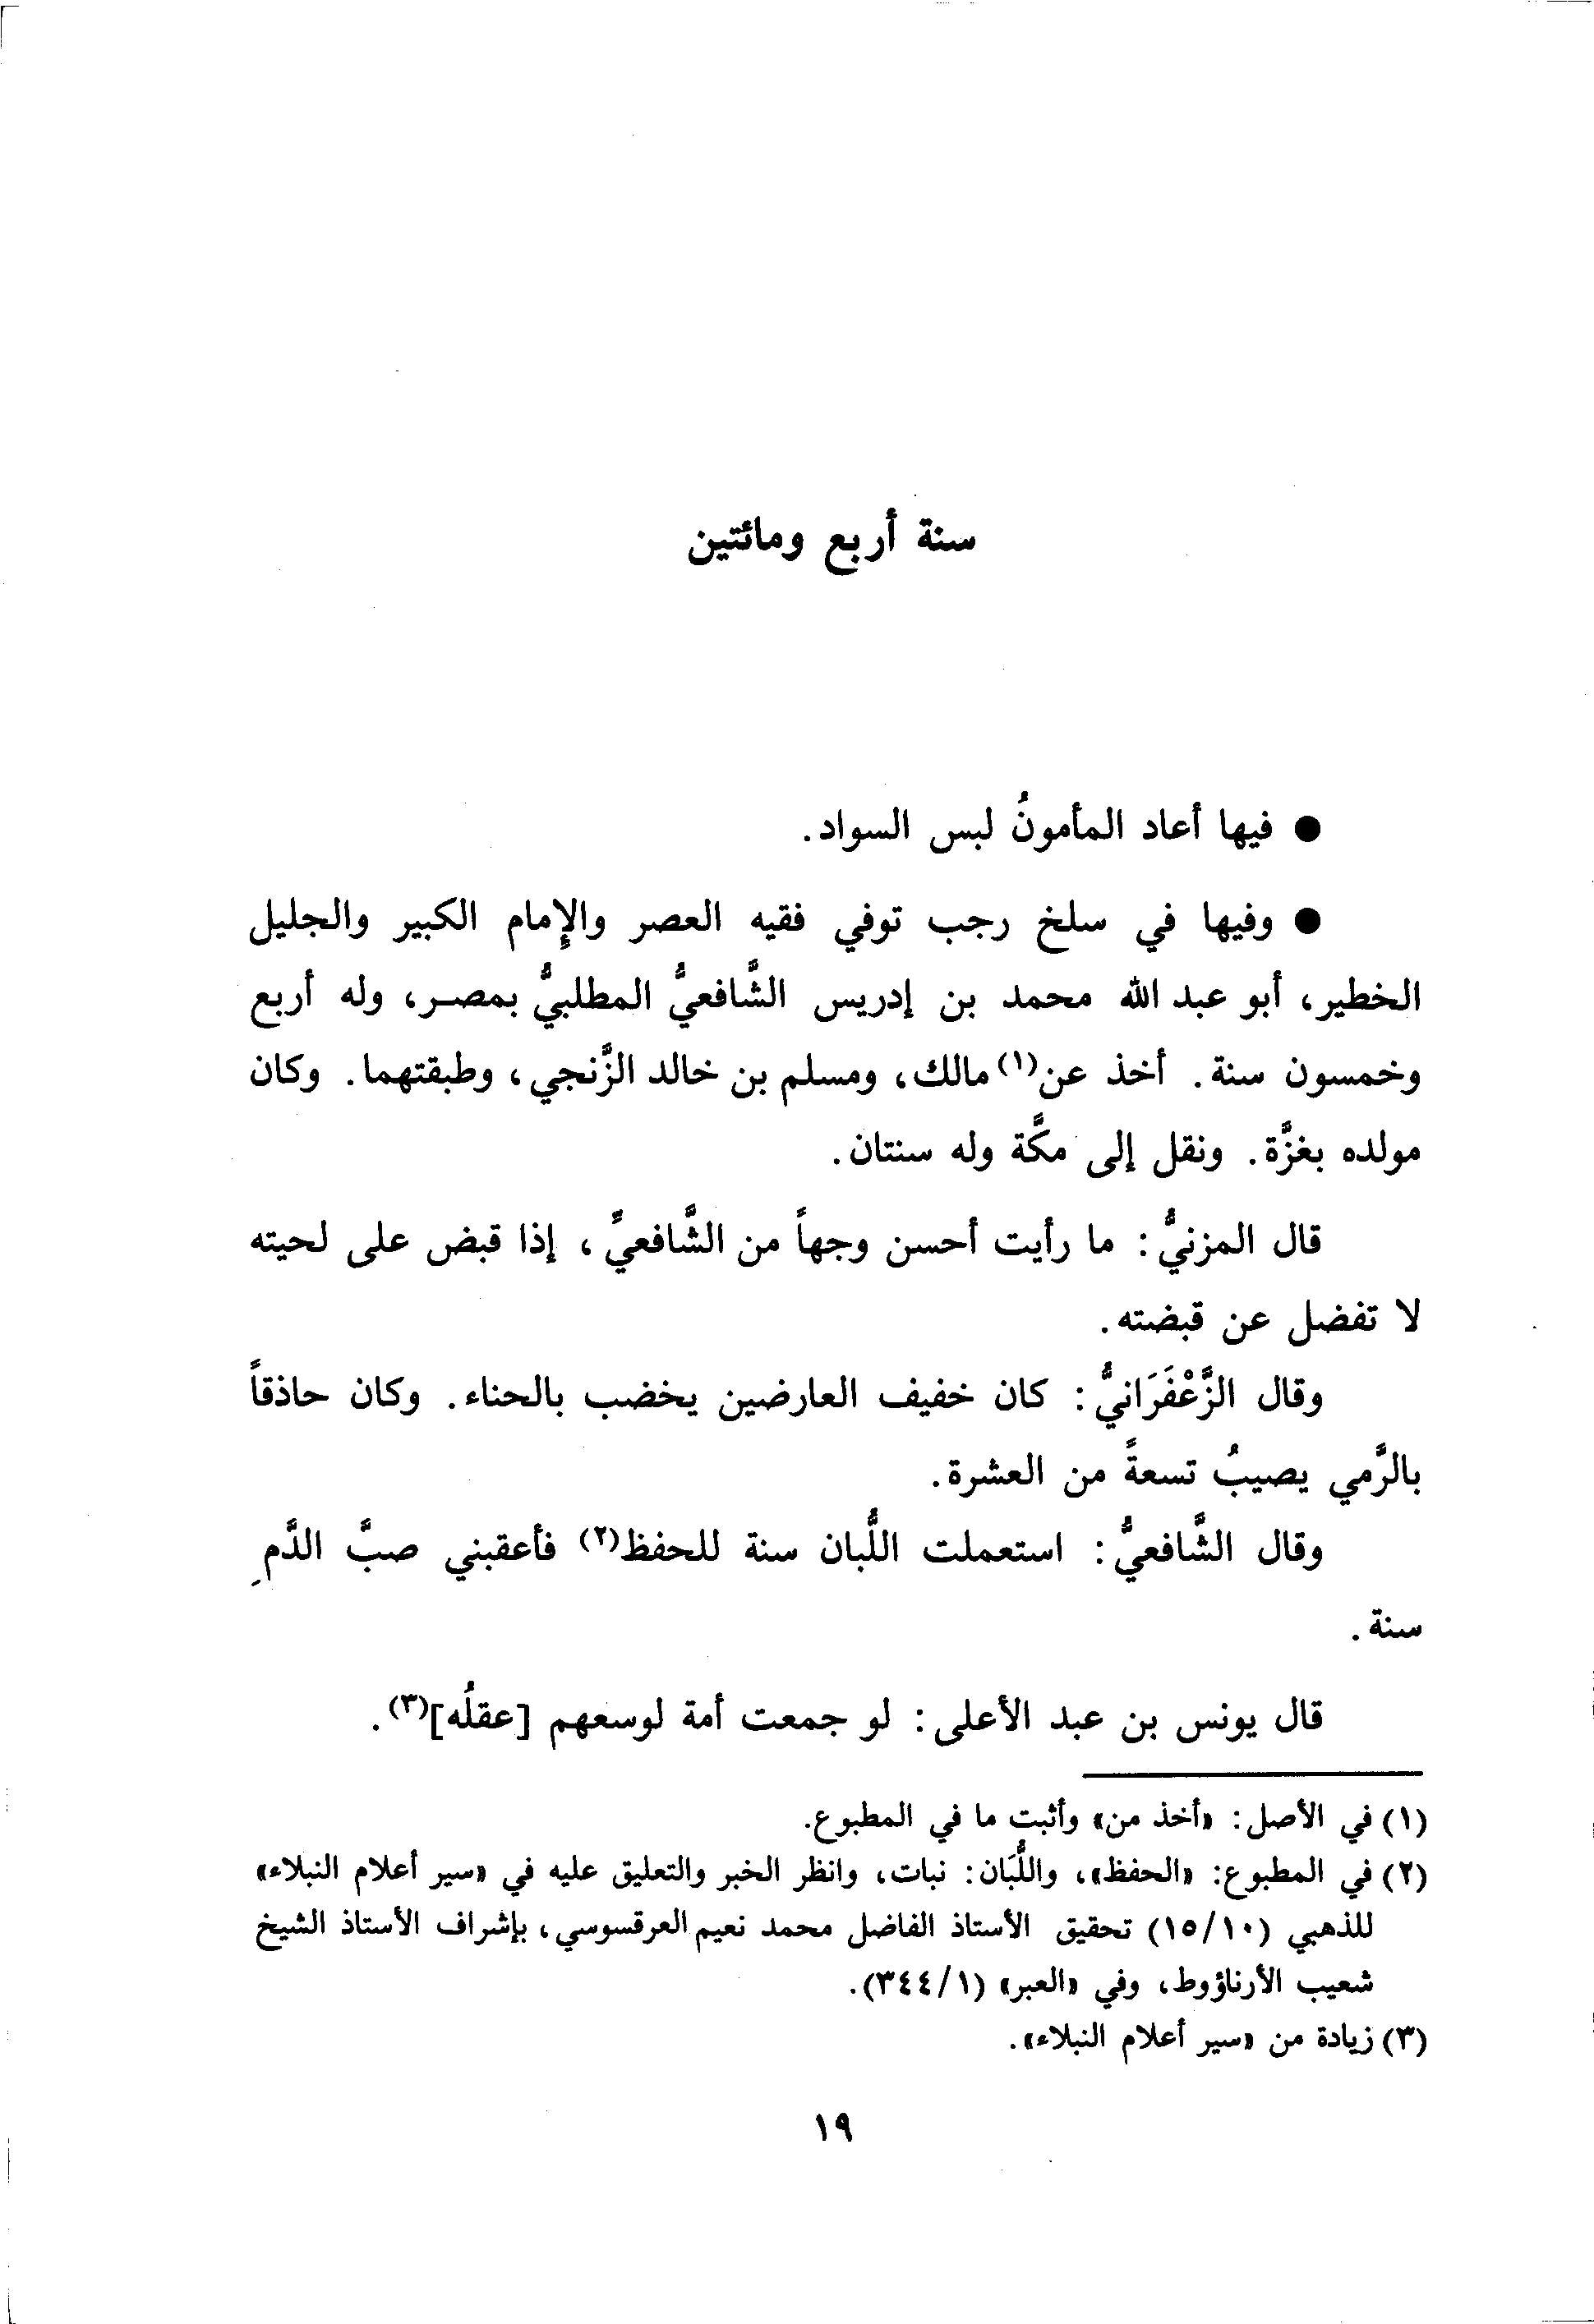 سنة أربع ومائتين
● فيها أعاد المأمونُ لبس السواد.
● وفيها في سلخ رجب توفي فقيه العصر والإِمام الكبير والجليل
الخطير، أبو عبد الله محمد بن إدريس الشَّافعيُّ المطلبيُّ بمصر، وله أربع
وخمسون سنة. أخذ عن(١) مالك، ومسلم بن خالد الزَّنجي، وطبقتهما. وكان
مولده بغزَّة. ونقل إلى مكَّة وله سنتان.
قال المزنيُّ: ما رأيت أحسن وجهاً من الشَّافعيِّ، إذا قبض على لحيته
لا تفضل عن قبضته.
وقال الزَّعْفَرَانيُّ: كان خفيف العارضين يخضب بالحناء. وكان حاذقاً
بالرَّمي يصيبُ تسعةً من العشرة.
وقال الشَّافعيُّ: استعملت اللُّبان سنة للحفظ(٢) فأعقبني صبَّ الدَّمِ
سنة.
قال يونس بن عبد الأعلى: لو جمعت أمة لوسعهم [عقلُه](٣).
(١) في الأصل: «أخذ من» وأثبت ما في المطبوع.
(٢) في المطبوع: «الحفظ»، واللُّبَان: نبات، وانظر الخبر والتعليق عليه في «سير أعلام النبلاء»
للذهبي (١٥/١٠) تحقيق الأستاذ الفاضل محمد نعيم العرقسوسي، بإشراف الأستاذ الشيخ
شعيب الأرناؤوط، وفي «العبر» (٣٤٤/١).
(٣) زيادة من «سير أعلام النبلاء».
١٩